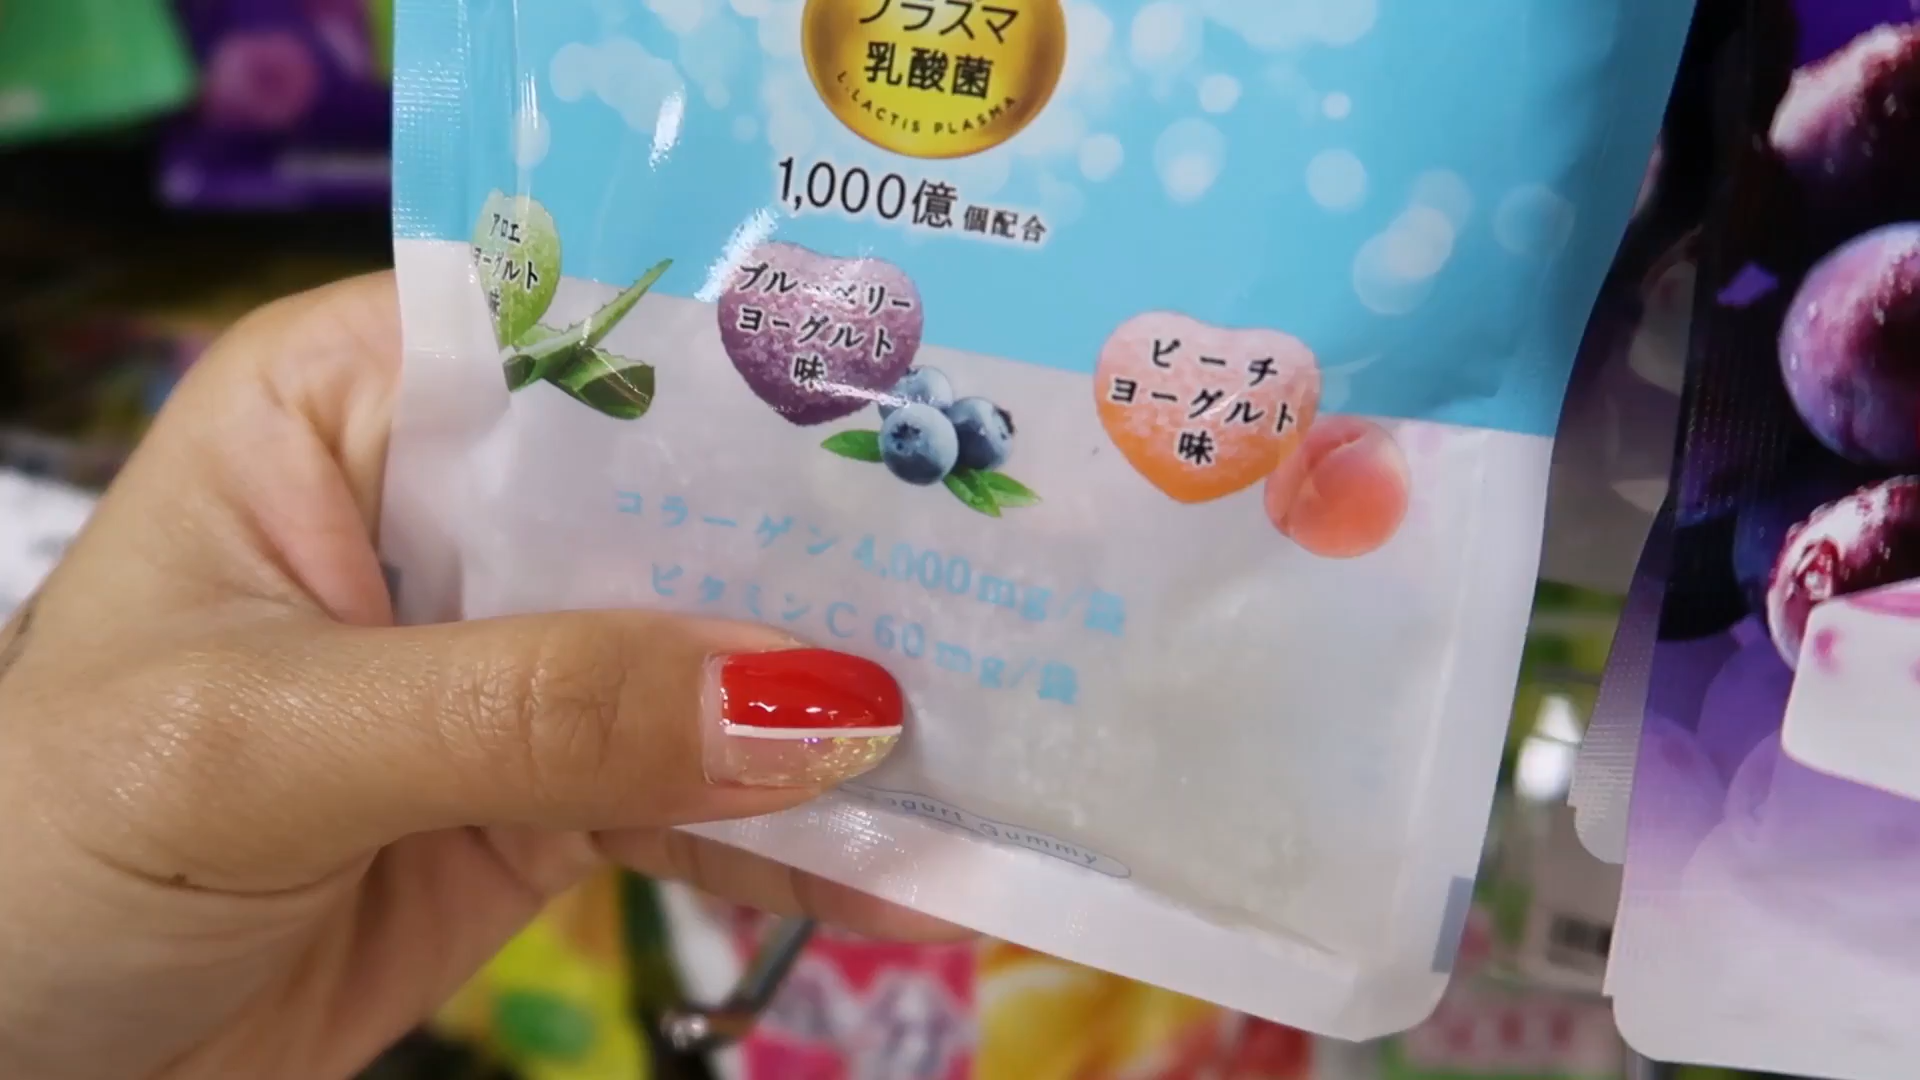 プラズマ
乳酸菌
L.LACTIS PLASMA
1,000億個配合
アロエ
ヨーグルト
味
ブルーベリー
ヨーグルト
味
ピーチ
ヨーグルト
味
コラーゲン 4,000mg/袋
ビタミンC 60mg/袋
Gummy